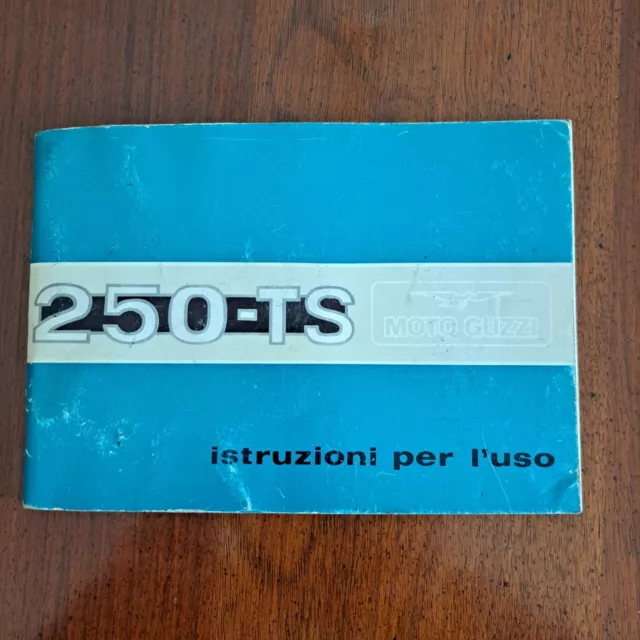 250-TS
MOTO GUZZI
istruzioni per l'uso